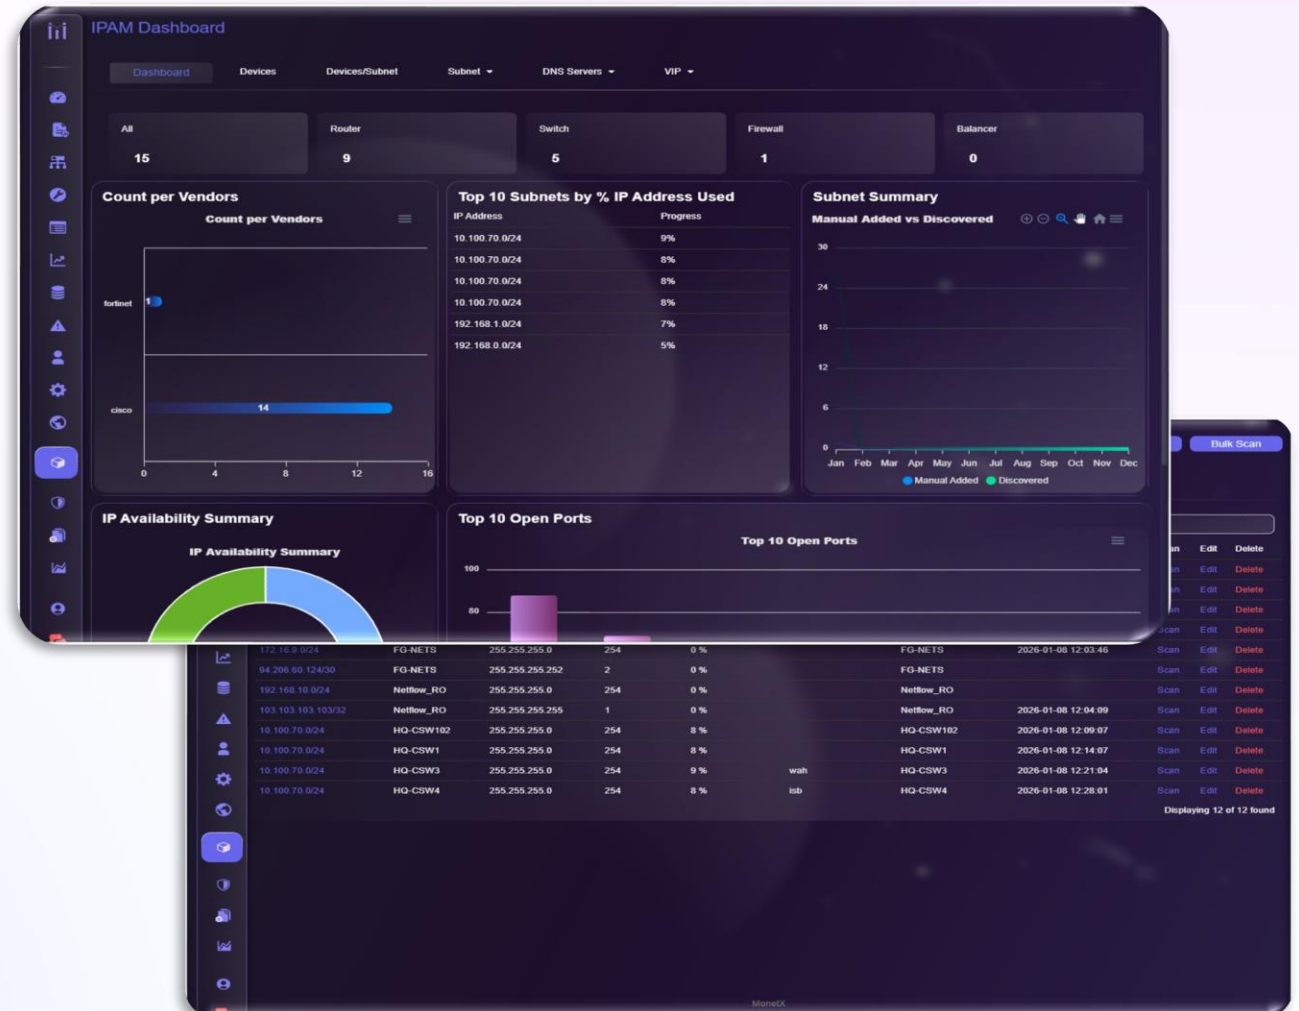 IPAM Dashboard
Dashboard Devices Devices/Subnet Subnet DNS Servers VIP
All Router Switch Firewall Balancer
15 9 5 1 0
Count per Vendors
Count per Vendors
fortinet 1
cisco 14
0 4 8 12 16
Top 10 Subnets by % IP Address Used
IP Address Progress
10.100.70.0/24 9%
10.100.70.0/24 8%
10.100.70.0/24 8%
10.100.70.0/24 8%
192.168.1.0/24 7%
192.168.0.0/24 5%
Subnet Summary
Manual Added vs Discovered
30
24
18
12
6
0
Jan Feb Mar Apr May Jun Jul Aug Sep Oct Nov Dec
Manual Added Discovered
IP Availability Summary
IP Availability Summary
Top 10 Open Ports
Top 10 Open Ports
100
80
Bulk Scan
Edit Delete
Edit Delete
Edit Delete
Edit Delete
Scan Edit Delete
172.16.9.0/24 FG-NETS 255.255.255.0 254 0 % FG-NETS 2026-01-08 12:03:46 Scan Edit Delete
94.206.60.124/30 FG-NETS 255.255.255.252 2 0 % FG-NETS Scan Edit Delete
192.168.10.0/24 Netflow_RO 255.255.255.0 254 0 % Netflow_RO Scan Edit Delete
103.103.103.103/32 Netflow_RO 255.255.255.255 1 0 % Netflow_RO 2026-01-08 12:04:09 Scan Edit Delete
10.100.70.0/24 HQ-CSW102 255.255.255.0 254 8 % HQ-CSW102 2026-01-08 12:09:07 Scan Edit Delete
10.100.70.0/24 HQ-CSW1 255.255.255.0 254 8 % HQ-CSW1 2026-01-08 12:14:07 Scan Edit Delete
10.100.70.0/24 HQ-CSW3 255.255.255.0 254 9 % wah HQ-CSW3 2026-01-08 12:21:04 Scan Edit Delete
10.100.70.0/24 HQ-CSW4 255.255.255.0 254 8 % isb HQ-CSW4 2026-01-08 12:28:01 Scan Edit Delete
Displaying 12 of 12 found
MonetX